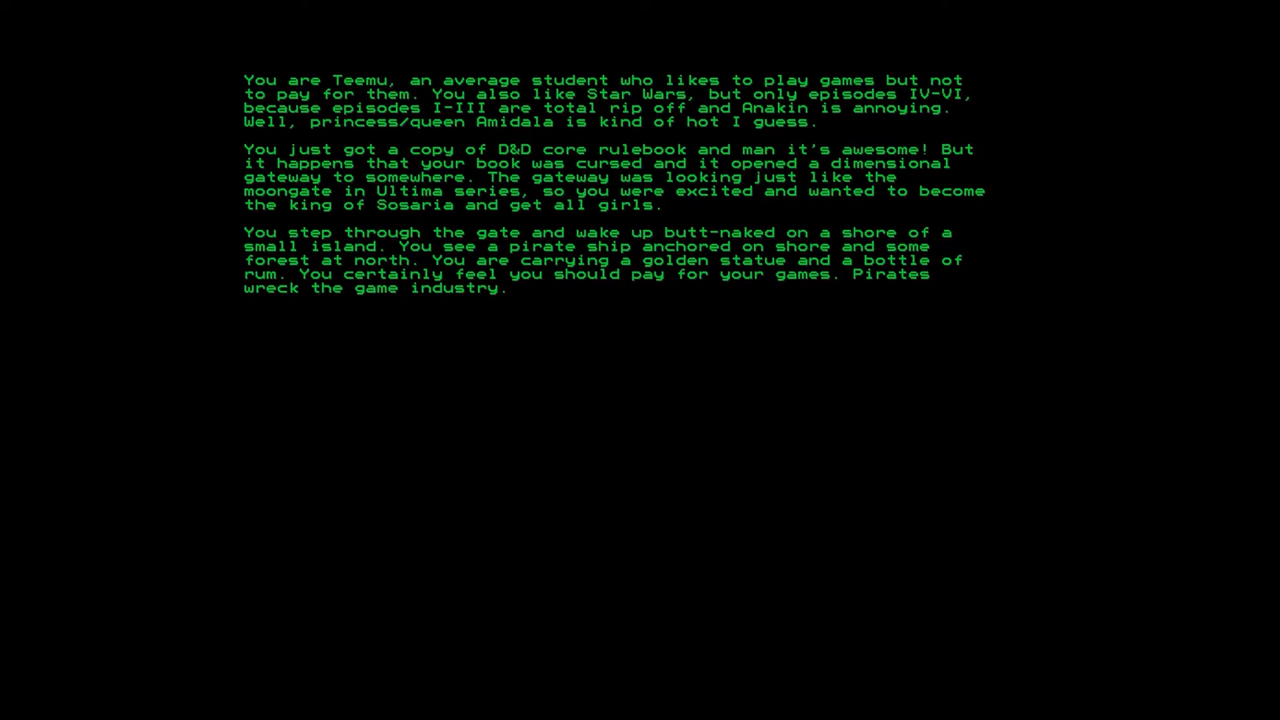 You are Teemu, an average student who likes to play games but not
to pay for them. You also like Star Wars, but only episodes IV-VI,
because episodes I-III are total rip off and Anakin is annoying.
Well, princess/queen Amidala is kind of hot I guess.
You just got a copy of D&D core rulebook and man it's awesome! But
it happens that your book was cursed and it opened a dimensional
gateway to somewhere. The gateway was looking just like the
moongate in Ultima series, so you were excited and wanted to become
the king of Sosaria and get all girls.
You step through the gate and wake up butt-naked on a shore of a
small island. You see a pirate ship anchored on shore and some
forest at north. You are carrying a golden statue and a bottle of
rum. You certainly feel you should pay for your games. Pirates
wreck the game industry.